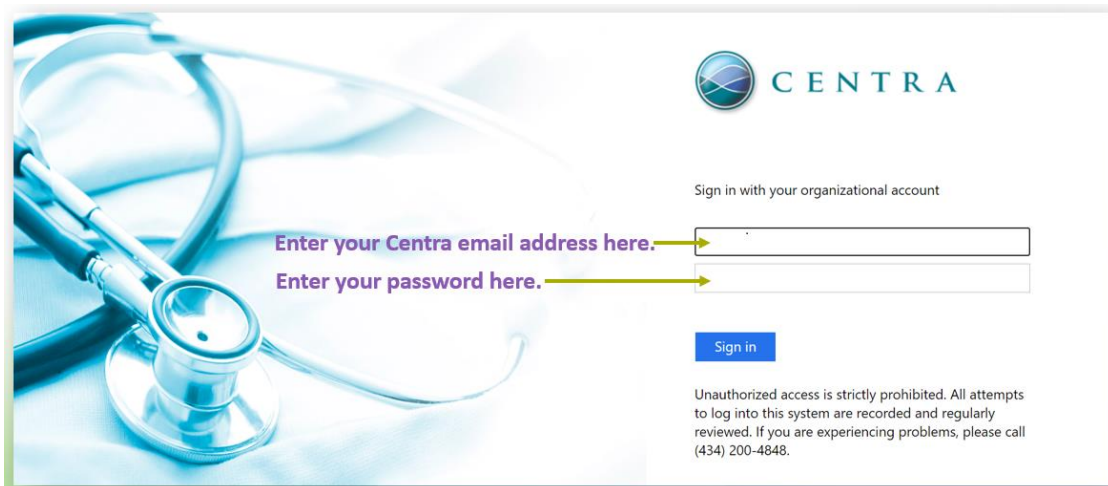 CENTRA
Sign in with your organizational account
Enter your Centra email address here.
Enter your password here.
Sign in
Unauthorized access is strictly prohibited. All attempts
to log into this system are recorded and regularly
reviewed. If you are experiencing problems, please call
(434) 200-4848.